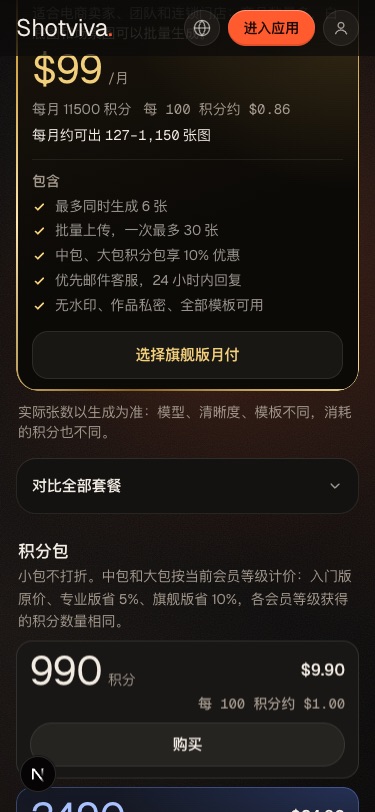 Shotviva.
进入应用
$99 /月
每月 11500 积分 每 100 积分约 $0.86
每月约可出 127–1,150 张图
包含
最多同时生成 6 张
批量上传，一次最多 30 张
中包、大包积分包享 10% 优惠
优先邮件客服，24 小时内回复
无水印、作品私密、全部模板可用
选择旗舰版月付
实际张数以生成为准：模型、清晰度、模板不同，消耗
的积分也不同。
对比全部套餐
积分包
小包不打折。中包和大包按当前会员等级计价：入门版
原价、专业版省 5%、旗舰版省 10%，各会员等级获得
的积分数量相同。
990 积分
$9.90
每 100 积分约 $1.00
购买
N